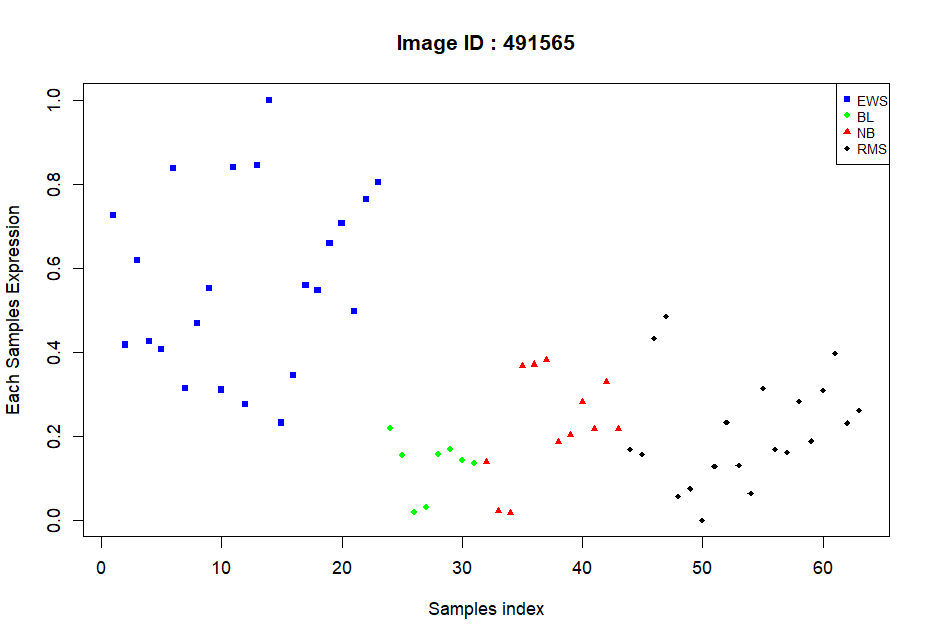 Image ID : 491565
EWS
BL
NB
RMS
Each Samples Expression
1.0
0.8
0.6
0.4
0.2
0.0
0 10 20 30 40 50 60
Samples index